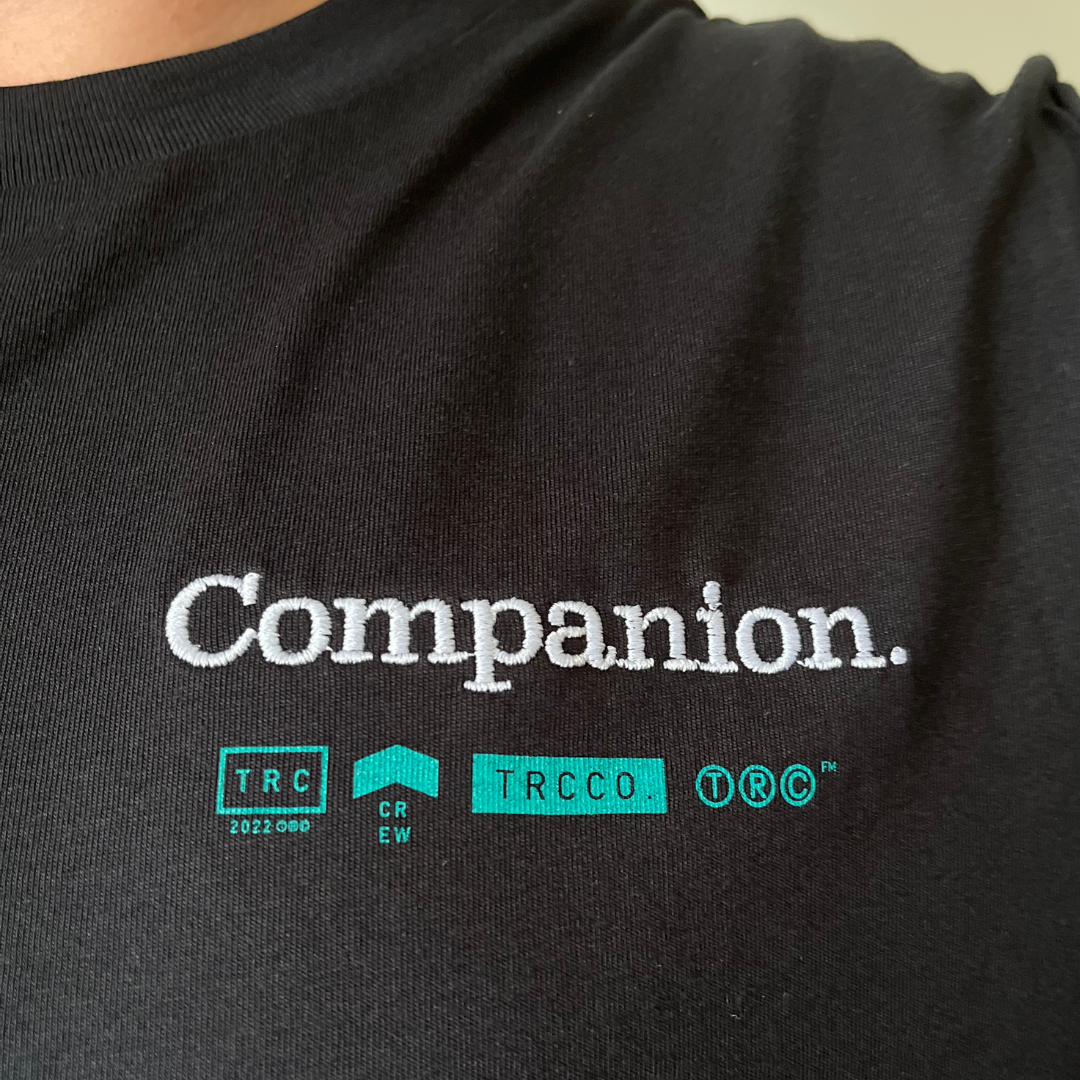 Companion.
TRC
2022
CR
EW
TRCCO.
TRC FM